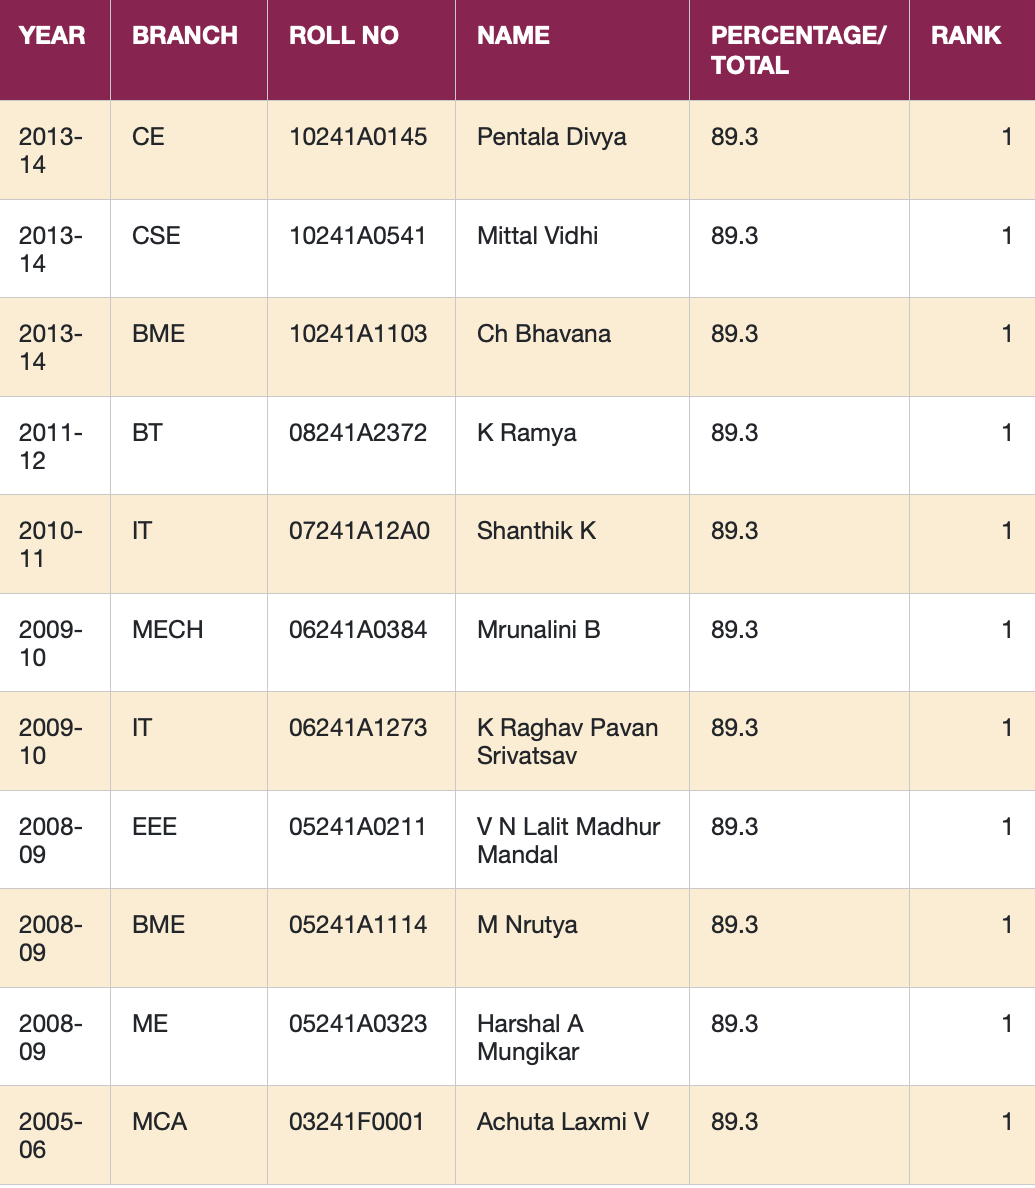 YEAR BRANCH ROLL NO NAME PERCENTAGE/ RANK
TOTAL
2013- CE 10241A0145 Pentala Divya 89.3 1
14
2013- CSE 10241A0541 Mittal Vidhi 89.3 1
14
2013- BME 10241A1103 Ch Bhavana 89.3 1
14
2011- BT 08241A2372 K Ramya 89.3 1
12
2010- IT 07241A12A0 Shanthik K 89.3 1
11
2009- MECH 06241A0384 Mrunalini B 89.3 1
10
2009- IT 06241A1273 K Raghav Pavan 89.3 1
10 Srivatsav
2008- EEE 05241A0211 V N Lalit Madhur 89.3 1
09 Mandal
2008- BME 05241A1114 M Nrutya 89.3 1
09
2008- ME 05241A0323 Harshal A 89.3 1
09 Mungikar
2005- MCA 03241F0001 Achuta Laxmi V 89.3 1
06